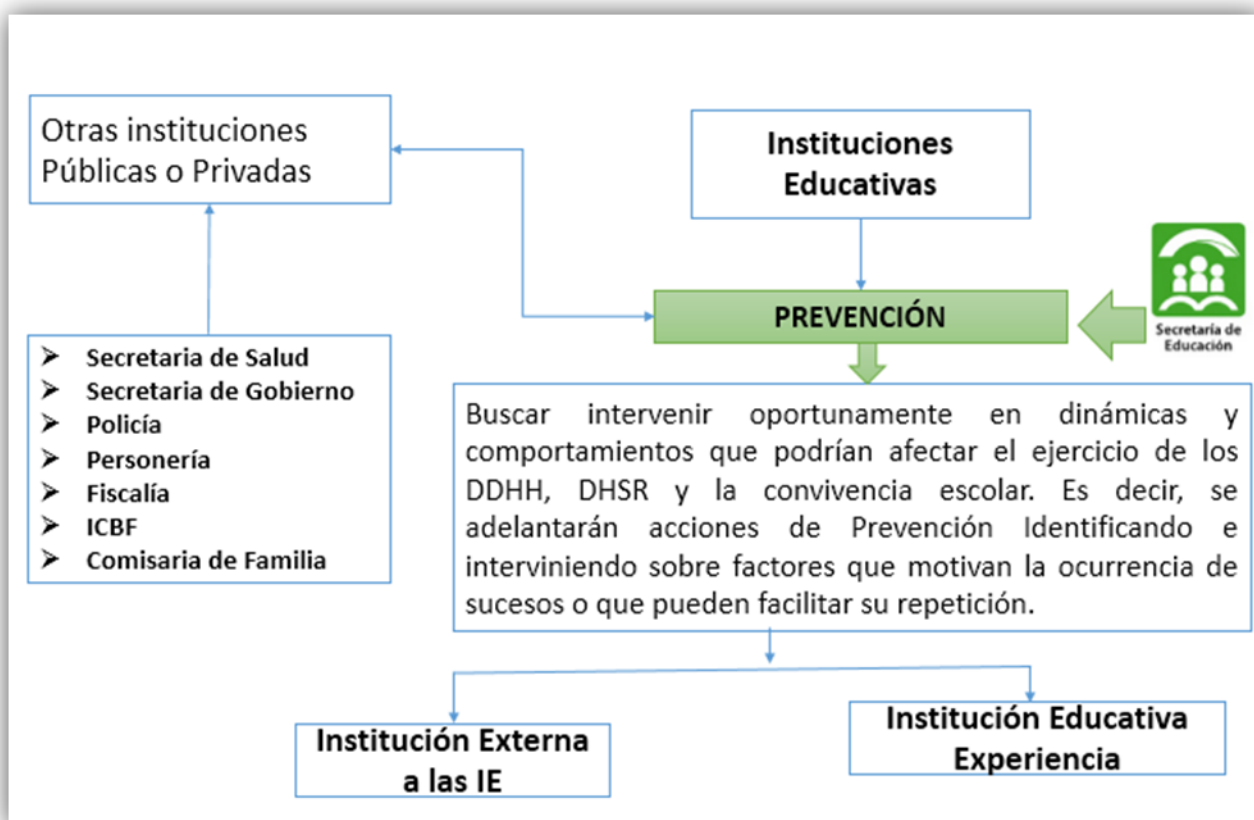 Otras instituciones
Públicas o Privadas
Instituciones
Educativas
PREVENCIÓN
Secretaría de
Educación
➤ Secretaria de Salud
➤ Secretaria de Gobierno
➤ Policía
➤ Personería
➤ Fiscalía
➤ ICBF
➤ Comisaria de Familia
Buscar intervenir oportunamente en dinámicas y
comportamientos que podrían afectar el ejercicio de los
DDHH, DHSR y la convivencia escolar. Es decir, se
adelantarán acciones de Prevención Identificando e
interviniendo sobre factores que motivan la ocurrencia de
sucesos o que pueden facilitar su repetición.
Institución Externa
a las IE
Institución Educativa
Experiencia